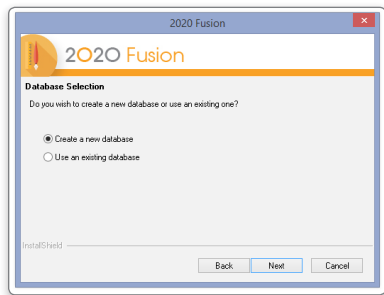 2020 Fusion
2020 Fusion
Database Selection
Do you wish to create a new database or use an existing one?
Create a new database
Use an existing database
InstallShield
Back Next Cancel